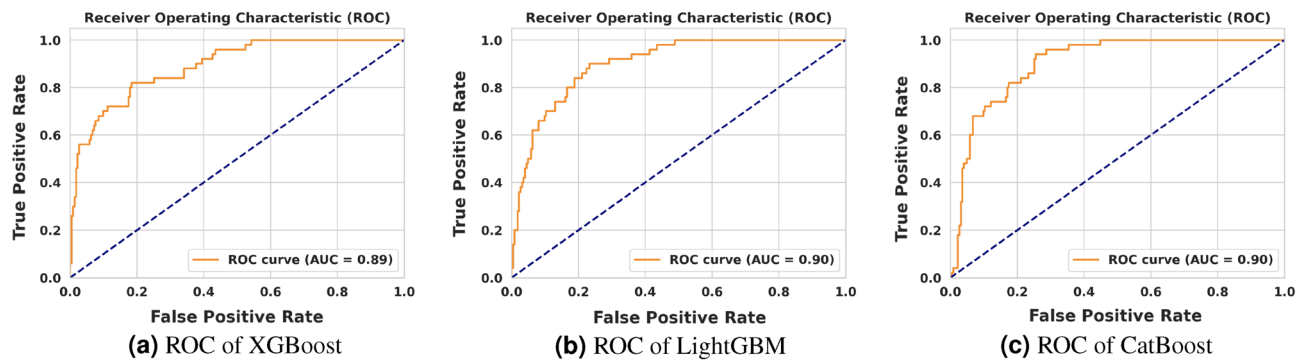 Receiver Operating Characteristic (ROC)
1.0
0.8
0.6
0.4
0.2
0.0
True Positive Rate
ROC curve (AUC = 0.89)
0.0 0.2 0.4 0.6 0.8 1.0
False Positive Rate
(a) ROC of XGBoost
Receiver Operating Characteristic (ROC)
1.0
0.8
0.6
0.4
0.2
0.0
True Positive Rate
ROC curve (AUC = 0.90)
0.0 0.2 0.4 0.6 0.8 1.0
False Positive Rate
(b) ROC of LightGBM
Receiver Operating Characteristic (ROC)
1.0
0.8
0.6
0.4
0.2
0.0
True Positive Rate
ROC curve (AUC = 0.90)
0.0 0.2 0.4 0.6 0.8 1.0
False Positive Rate
(c) ROC of CatBoost